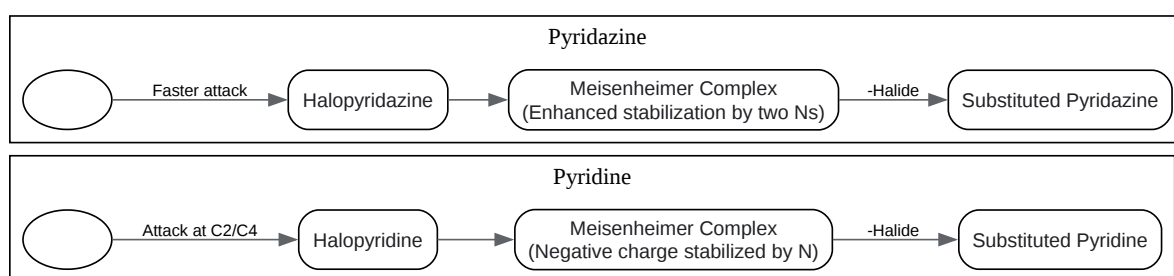 Pyridazine
Faster attack
Halopyridazine
Meisenheimer Complex
(Enhanced stabilization by two Ns)
-Halide
Substituted Pyridazine
Pyridine
Attack at C2/C4
Halopyridine
Meisenheimer Complex
(Negative charge stabilized by N)
-Halide
Substituted Pyridine